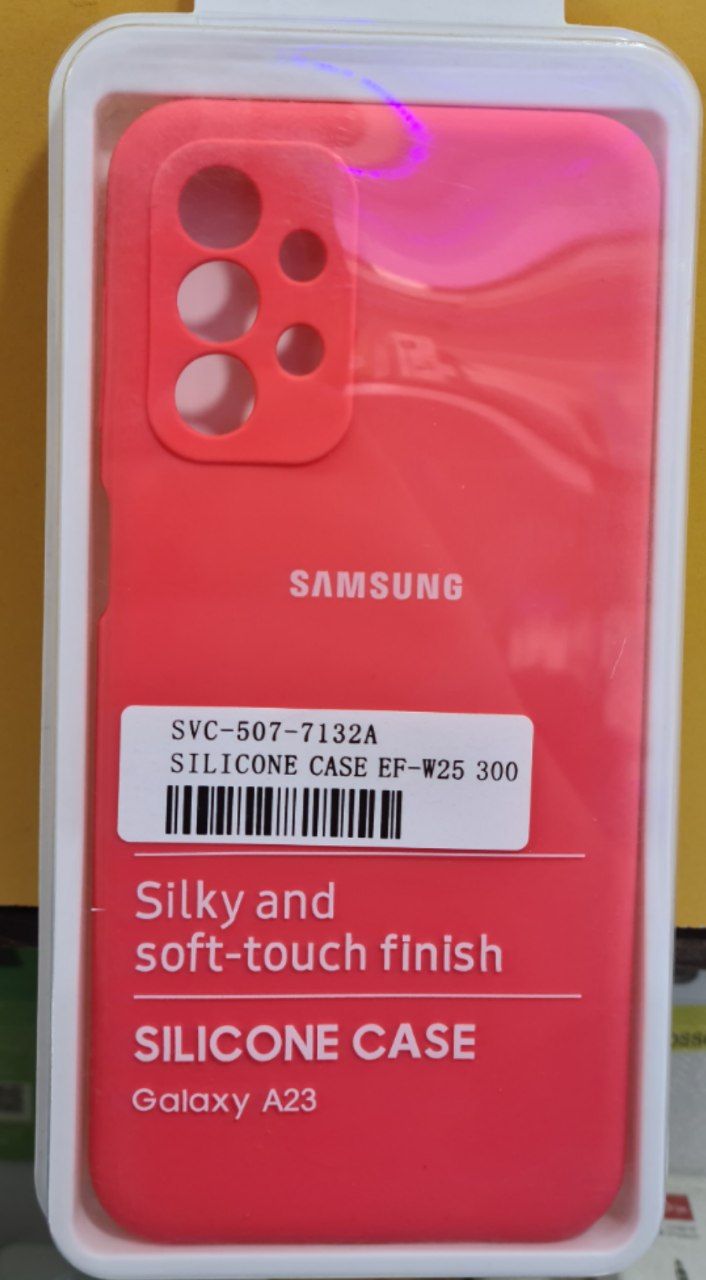 SAMSUNG
SVC-507-7132A
SILICONE CASE EF-W25 300
Silky and
soft-touch finish
SILICONE CASE
Galaxy A23